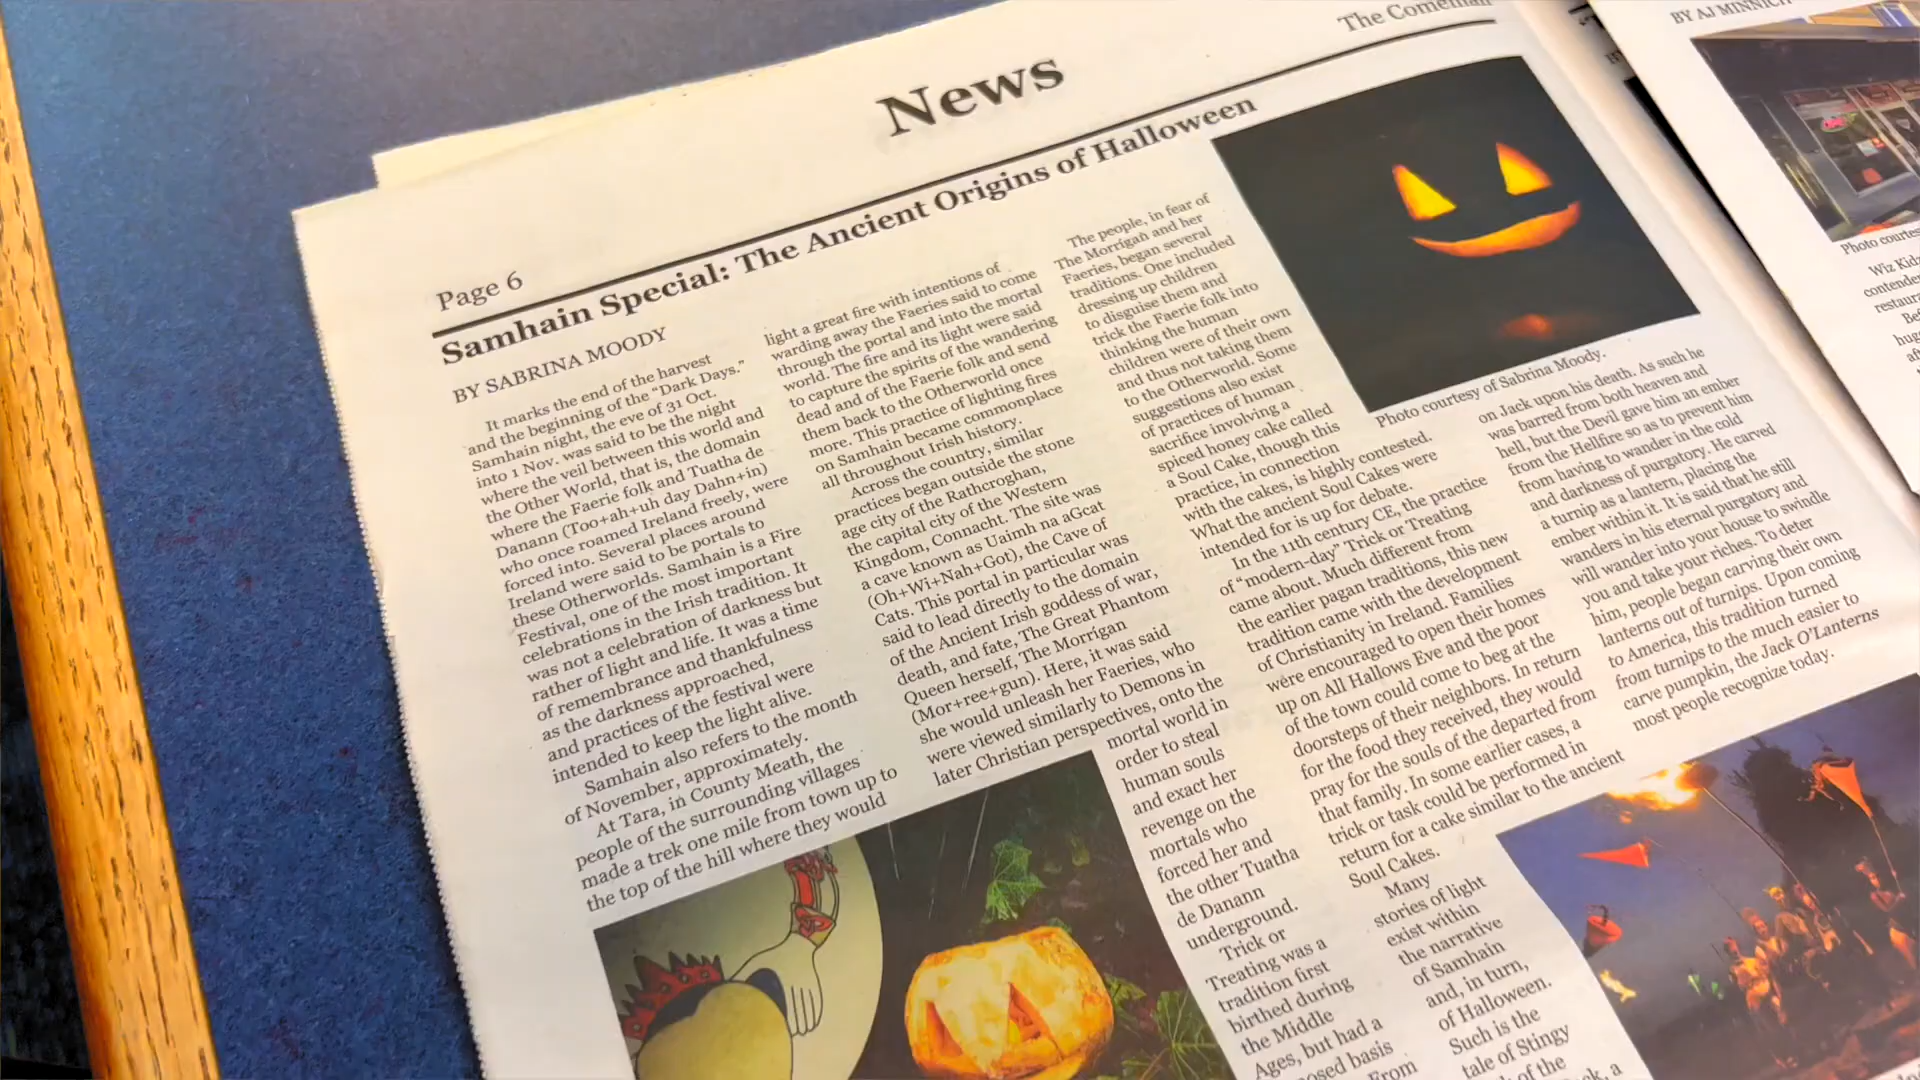 The Comenian
News
Page 6
Samhain Special: The Ancient Origins of Halloween
BY SABRINA MOODY
It marks the end of the harvest
and the beginning of the “Dark Days.”
Samhain night, the eve of 31 Oct.
into 1 Nov. was said to be the night
where the veil between this world and
the Other World, that is, the domain
where the Faerie folk and Tuatha de
Danann (Too+ah+uh day Dahn+in)
who once roamed Ireland freely, were
forced into. Several places around
Ireland were said to be portals to
these Otherworlds. Samhain is a Fire
Festival, one of the most important
celebrations in the Irish tradition. It
was not a celebration of darkness but
rather of light and life. It was a time
of remembrance and thankfulness
as the darkness approached,
and practices of the festival were
intended to keep the light alive.
Samhain also refers to the month
of November, approximately.
At Tara, in County Meath, the
people of the surrounding villages
made a trek one mile from town up to
the top of the hill where they would
light a great fire with intentions of
warding away the Faeries said to come
through the portal and into the mortal
world. The fire and its light were said
to capture the spirits of the wandering
dead and of the Faerie folk and send
them back to the Otherworld once
more. This practice of lighting fires
on Samhain became commonplace
all throughout Irish history.
Across the country, similar
practices began outside the stone
age city of the Rathcroghan,
the capital city of the Western
Kingdom, Connacht. The site was
a cave known as Uaimh na aGcat
(Oh+Wi+Nah+Got), the Cave of
Cats. This portal in particular was
said to lead directly to the domain
of the Ancient Irish goddess of war,
death, and fate, The Great Phantom
Queen herself, The Morrigan
(Mor+ree+gun). Here, it was said
she would unleash her Faeries, who
were viewed similarly to Demons in
later Christian perspectives, onto the
mortal world in
order to steal
human souls
and exact her
revenge on the
mortals who
forced her and
the other Tuatha
de Danann
underground.
Trick or
Treating was a
tradition first
birthed during
the Middle
Ages, but had a
basis
From
The people, in fear of
The Morrigan and her
Faeries, began several
traditions. One included
dressing up children
to disguise them and
trick the Faerie folk into
thinking the human
children were of their own
and thus not taking them
to the Otherworld. Some
suggestions also exist
of practices of human
sacrifice involving a
spiced honey cake called
a Soul Cake, though this
practice, in connection
with the cakes, is highly contested.
What the ancient Soul Cakes were
intended for is up for debate.
In the 11th century CE, the practice
of “modern-day” Trick or Treating
came about. Much different from
the earlier pagan traditions, this new
tradition came with the development
of Christianity in Ireland. Families
were encouraged to open their homes
up on All Hallows Eve and the poor
of the town could come to beg at the
doorsteps of their neighbors. In return
for the food they received, they would
pray for the souls of the departed from
that family. In some earlier cases, a
trick or task could be performed in
return for a cake similar to the ancient
Soul Cakes.
Many
stories of light
exist within
the narrative
of Samhain
and, in turn,
of Halloween.
Such is the
tale of Stingy
of the
a
Photo courtesy of Sabrina Moody.
on Jack upon his death. As such he
was barred from both heaven and
hell, but the Devil gave him an ember
from the Hellfire so as to prevent him
from having to wander in the cold
and darkness of purgatory. He carved
a turnip as a lantern, placing the
ember within it. It is said that he still
wanders in his eternal purgatory and
will wander into your house to swindle
you and take your riches. To deter
him, people began carving their own
lanterns out of turnips. Upon coming
to America, this tradition turned
from turnips to the much easier to
carve pumpkin, the Jack O’Lanterns
most people recognize today.
BY AJ MINNICH
Photo
Wiz